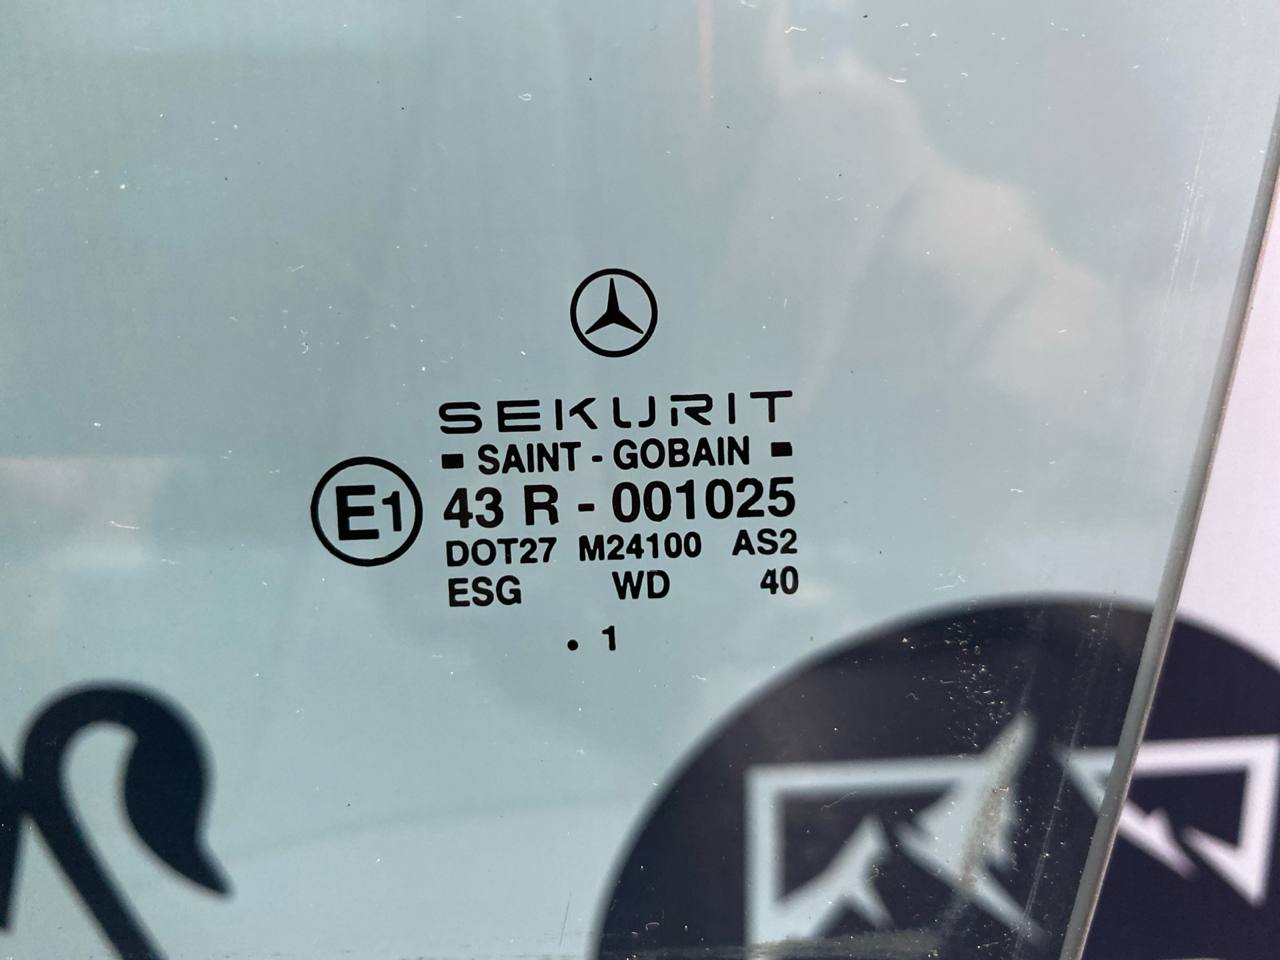 SEKURIT
SAINT - GOBAIN
E1 43 R - 001025
DOT27 M24100 AS2
ESG WD 40
. 1